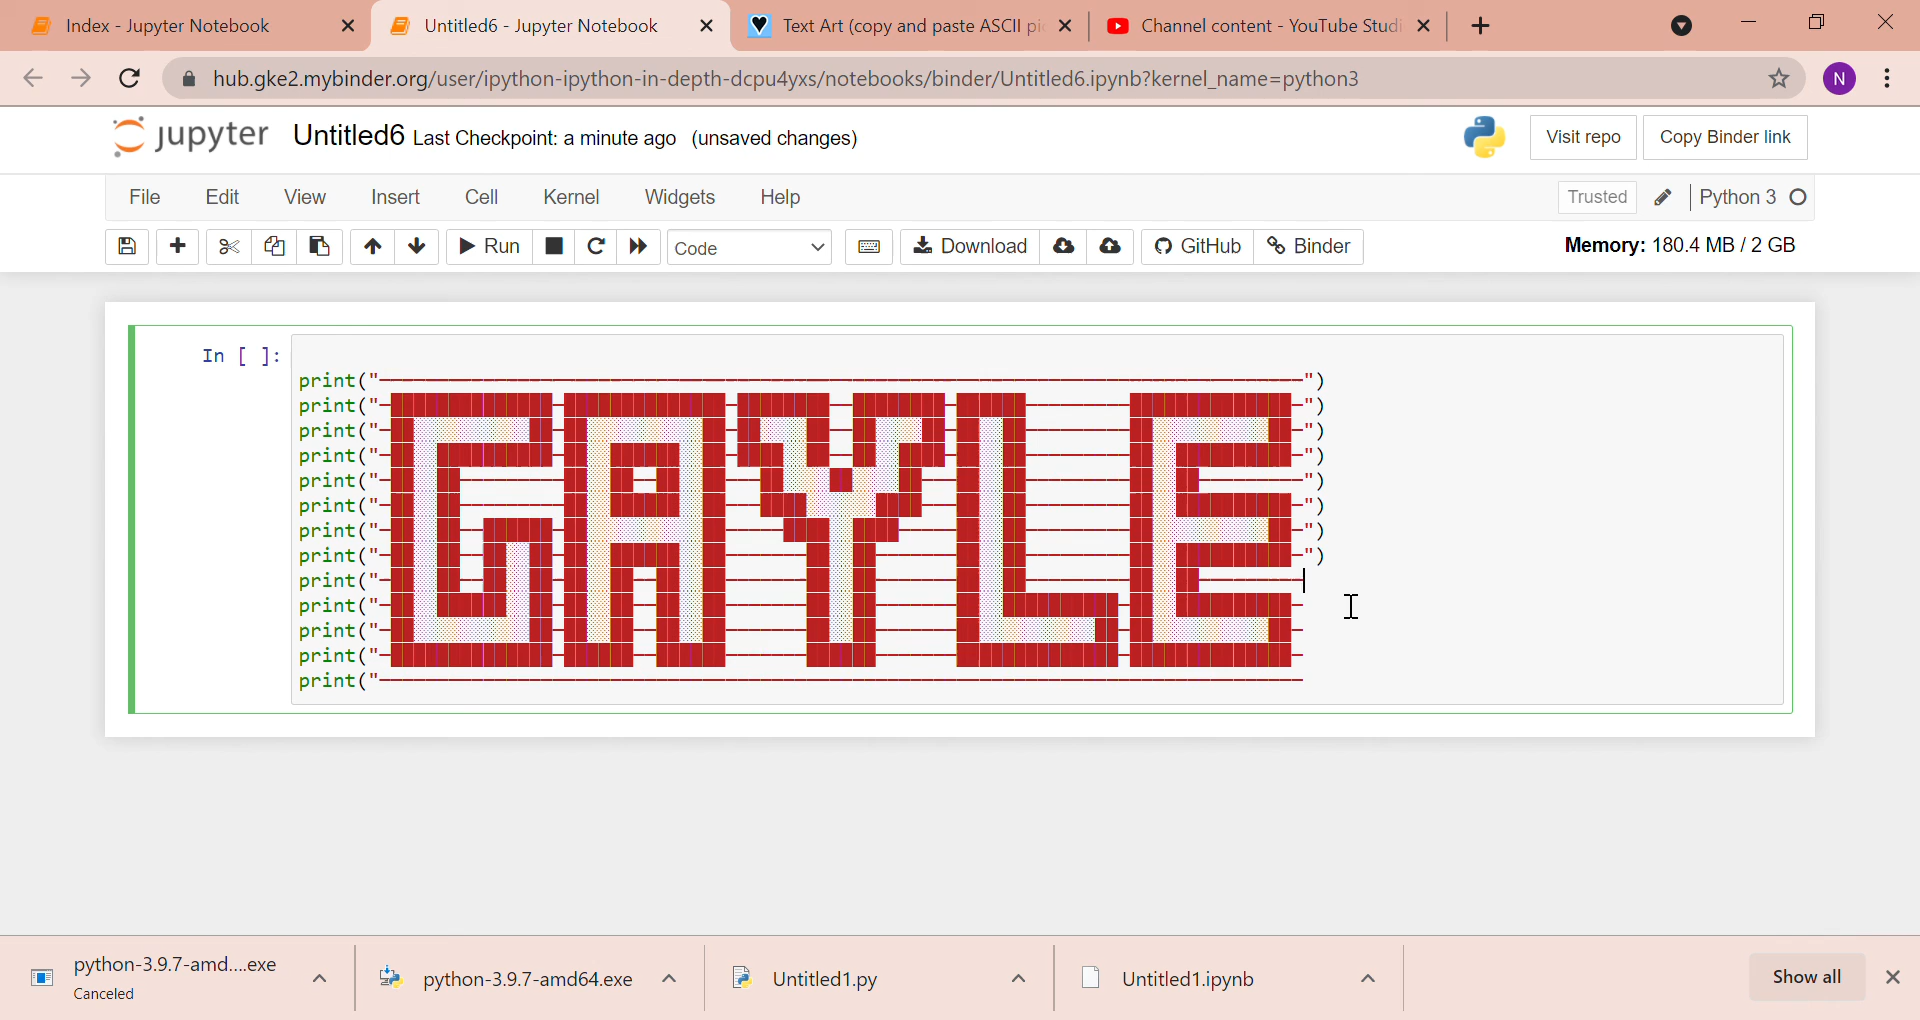 Index - Jupyter Notebook
Untitled6 - Jupyter Notebook
Text Art (copy and paste ASCII pi
Channel content - YouTube Studi
N
hub.gke2.mybinder.org/user/ipython-ipython-in-depth-dcpu4yxs/notebooks/binder/Untitled6.ipynb?kernel_name=python3
jupyter Untitled6 Last Checkpoint: a minute ago (unsaved changes)
Visit repo
Copy Binder link
File Edit View Insert Cell Kernel Widgets Help
Trusted
Python 3
Run
Code
Download
GitHub
Binder
Memory: 180.4 MB / 2 GB
In [ ]:
print("────────────────────────────────────────────────────────────────────────────────")
print("─██████████████─██████████████─████████──████████─██████─────────██████████████─")
print("─██░░░░░░░░░░██─██░░░░░░░░░░██─██░░░░██──██░░░░██─██░░██─────────██░░░░░░░░░░██─")
print("─██░░██████████─██░░██████░░██─████░░██──██░░████─██░░██─────────██░░██████████─")
print("─██░░██─────────██░░██──██░░██───██░░░░██░░░░██───██░░██─────────██░░██─────────")
print("─██░░██─────────██░░██████░░██───████░░░░░░████───██░░██─────────██░░██████████─")
print("─██░░██──██████─██░░░░░░░░░░██─────████░░████─────██░░██─────────██░░░░░░░░░░██─")
print("─██░░██──██░░██─██░░██████░░██───────██░░██───────██░░██─────────██░░██████████─")
print("─██░░██──██░░██─██░░██──██░░██───────██░░██───────██░░██─────────██░░██─────────
print("─██░░██████░░██─██░░██──██░░██───────██░░██───────██░░██████████─██░░██████████─
print("─██░░░░░░░░░░██─██░░██──██░░██───────██░░██───────██░░░░░░░░░░██─██░░░░░░░░░░██─
print("─██████████████─██████──██████───────██████───────██████████████─██████████████─
print("────────────────────────────────────────────────────────────────────────────────
python-3.9.7-amd....exe
Canceled
python-3.9.7-amd64.exe
Untitled1.py
Untitled1.ipynb
Show all